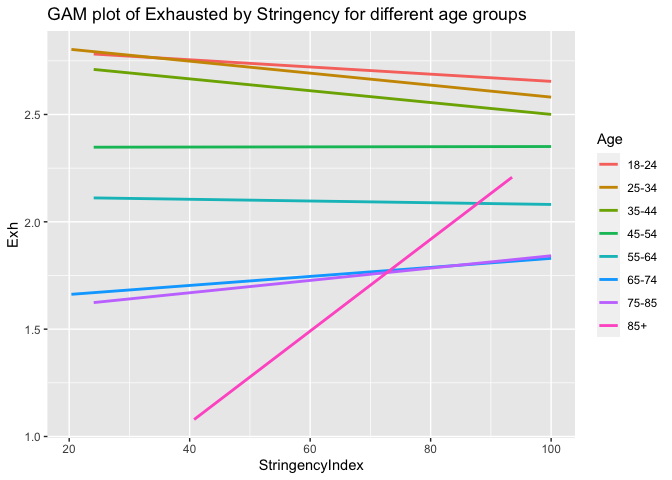 GAM plot of Exhausted by Stringency for different age groups
Exh
2.5
2.0
1.5
1.0
20 40 60 80 100
StringencyIndex
Age
18-24
25-34
35-44
45-54
55-64
65-74
75-85
85+